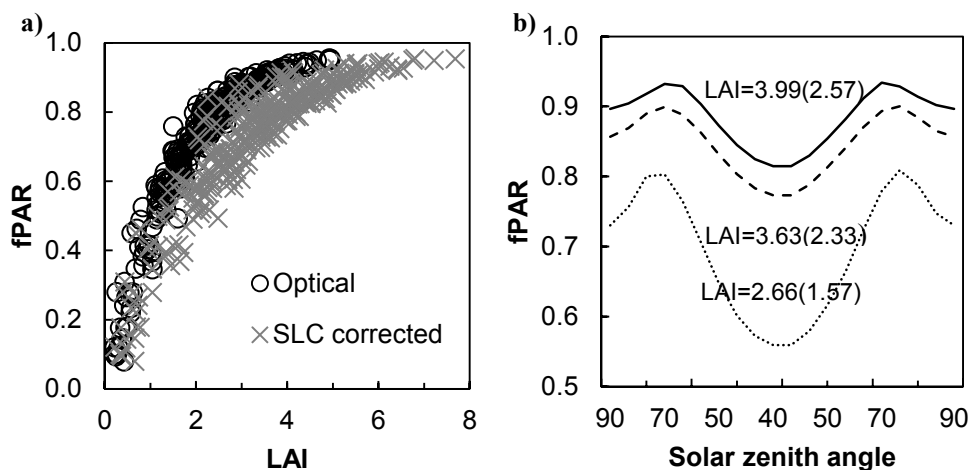 a)
1.0
0.8
0.6
0.4
0.2
0.0
fPAR
Optical
SLC corrected
0 2 4 6 8
LAI
b)
1.0
0.9
0.8
0.7
0.6
0.5
fPAR
LAI=3.99(2.57)
LAI=3.63(2.33)
LAI=2.66(1.57)
90 70 50 40 50 70 90
Solar zenith angle